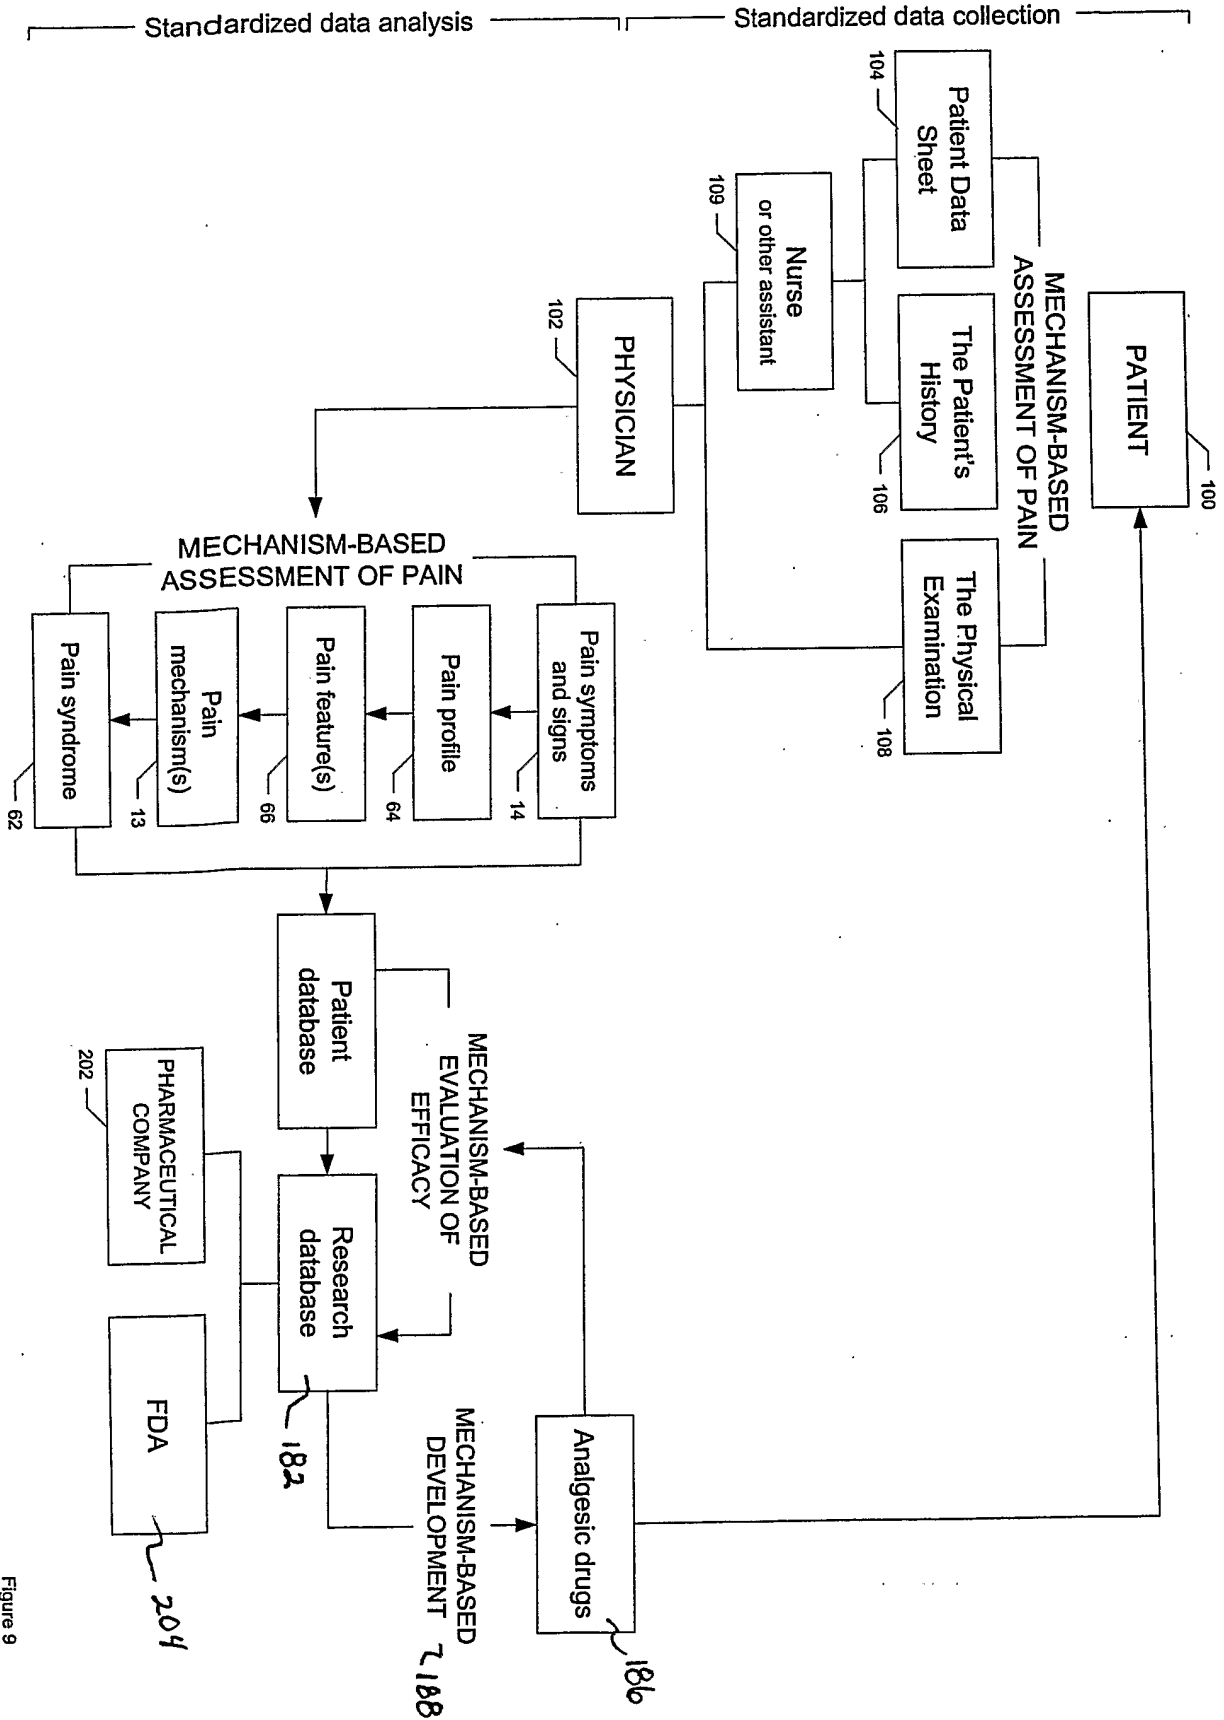 Standardized data collection
Standardized data analysis
PATIENT
100
MECHANISM-BASED
ASSESSMENT OF PAIN
Patient Data
Sheet
104
The Patient's
History
106
The Physical
Examination
108
Nurse
or other assistant
109
PHYSICIAN
102
MECHANISM-BASED
ASSESSMENT OF PAIN
Pain symptoms
and signs
14
Pain profile
64
Pain feature(s)
66
Pain
mechanism(s)
13
Pain syndrome
62
Patient
database
MECHANISM-BASED
EVALUATION OF
EFFICACY
Research
database
182
PHARMACEUTICAL
COMPANY
202
FDA
204
MECHANISM-BASED
DEVELOPMENT 188
Analgesic drugs
186
Figure 9